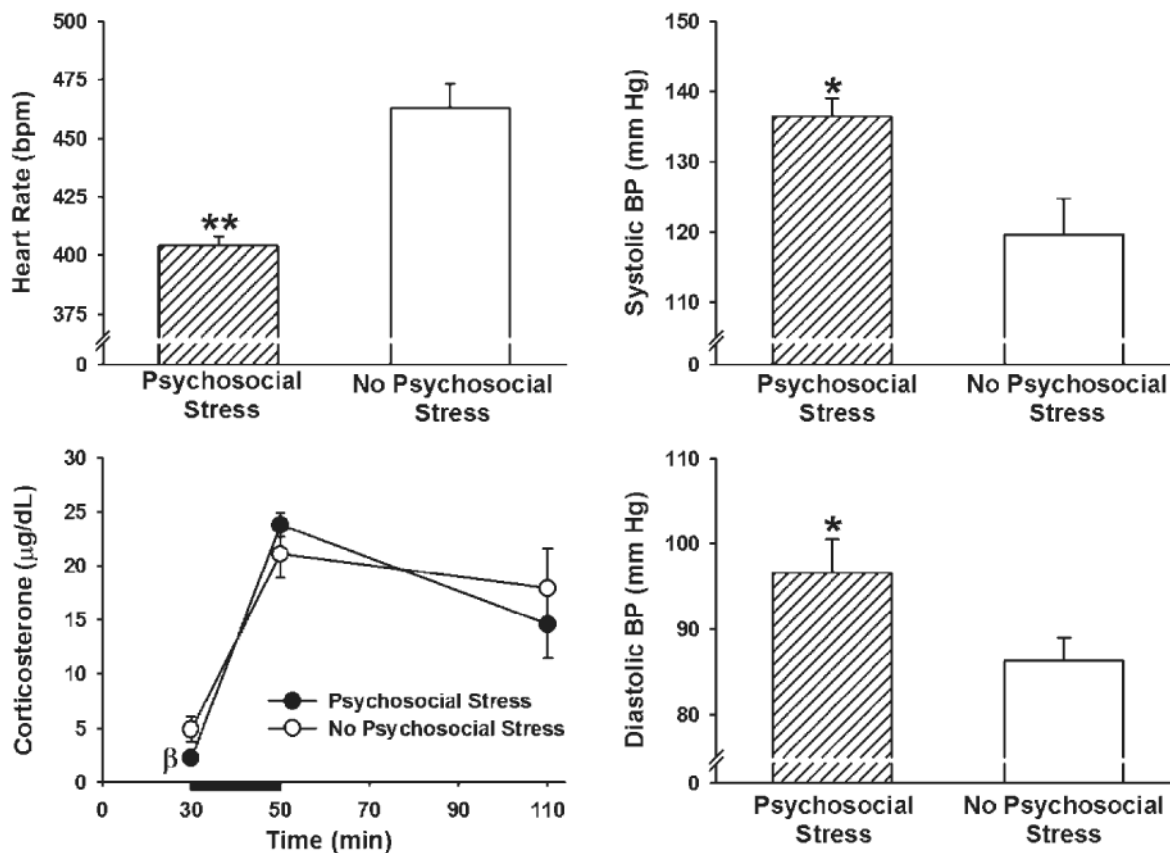 500
475
450
425
400
375
0
Heart Rate (bpm)
**
Psychosocial
Stress
No Psychosocial
Stress
150
140
130
120
110
0
Systolic BP (mm Hg)
*
Psychosocial
Stress
No Psychosocial
Stress
30
25
20
15
10
5
0
Corticosterone (μg/dL)
Psychosocial Stress
No Psychosocial Stress
β
0 30 50 70 90 110
Time (min)
110
100
90
80
0
Diastolic BP (mm Hg)
*
Psychosocial
Stress
No Psychosocial
Stress